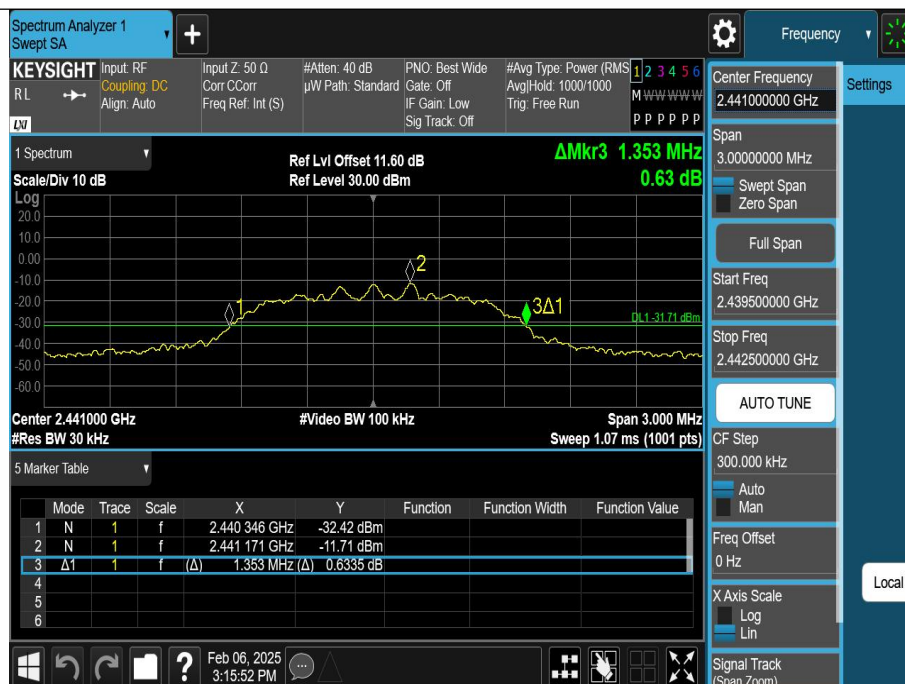 Spectrum Analyzer 1
Swept SA
+
Frequency
KEYSIGHT
RL
LXI
Input: RF
Coupling: DC
Align: Auto
Input Z: 50 Ω
Corr CCorr
Freq Ref: Int (S)
#Atten: 40 dB
µW Path: Standard
PNO: Best Wide
Gate: Off
IF Gain: Low
Sig Track: Off
#Avg Type: Power (RMS
Avg|Hold: 1000/1000
Trig: Free Run
1 2 3 4 5 6
M W W W W W
P P P P P P
1 Spectrum
Scale/Div 10 dB
Ref Lvl Offset 11.60 dB
Ref Level 30.00 dBm
ΔMkr3 1.353 MHz
0.63 dB
Log
20.0
10.0
0.00
-10.0
-20.0
-30.0
-40.0
-50.0
-60.0
1
2
3Δ1
DL1 -31.71 dBm
Center 2.441000 GHz
#Res BW 30 kHz
#Video BW 100 kHz
Span 3.000 MHz
Sweep 1.07 ms (1001 pts)
5 Marker Table
Mode Trace Scale X Y Function Function Width Function Value
1 N 1 f 2.440 346 GHz -32.42 dBm
2 N 1 f 2.441 171 GHz -11.71 dBm
3 Δ1 1 f (Δ) 1.353 MHz (Δ) 0.6335 dB
4
5
6
?
Feb 06, 2025
3:15:52 PM
Center Frequency
2.441000000 GHz
Settings
Span
3.00000000 MHz
Swept Span
Zero Span
Full Span
Start Freq
2.439500000 GHz
Stop Freq
2.442500000 GHz
AUTO TUNE
CF Step
300.000 kHz
Auto
Man
Freq Offset
0 Hz
Local
X Axis Scale
Log
Lin
Signal Track
(Span Zoom)